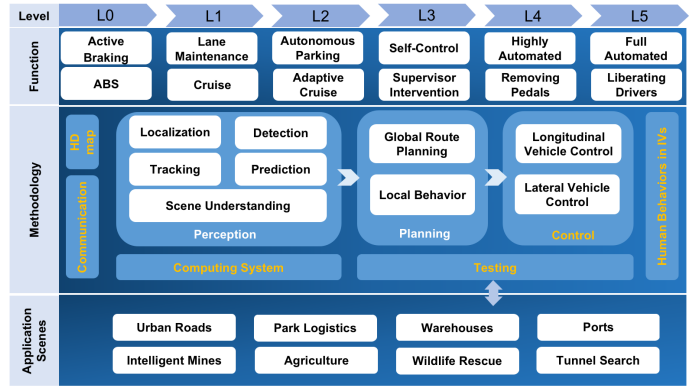 Level L0 L1 L2 L3 L4 L5
Function
Active Braking
Lane Maintenance
Autonomous Parking
Self-Control
Highly Automated
Full Automated
ABS
Cruise
Adaptive Cruise
Supervisor Intervention
Removing Pedals
Liberating Drivers
Methodology
HD map
Communication
Localization
Detection
Tracking
Prediction
Scene Understanding
Perception
Global Route Planning
Local Behavior
Planning
Longitudinal Vehicle Control
Lateral Vehicle Control
Control
Human Behaviors in IVs
Computing System
Testing
Application Scenes
Urban Roads
Park Logistics
Warehouses
Ports
Intelligent Mines
Agriculture
Wildlife Rescue
Tunnel Search